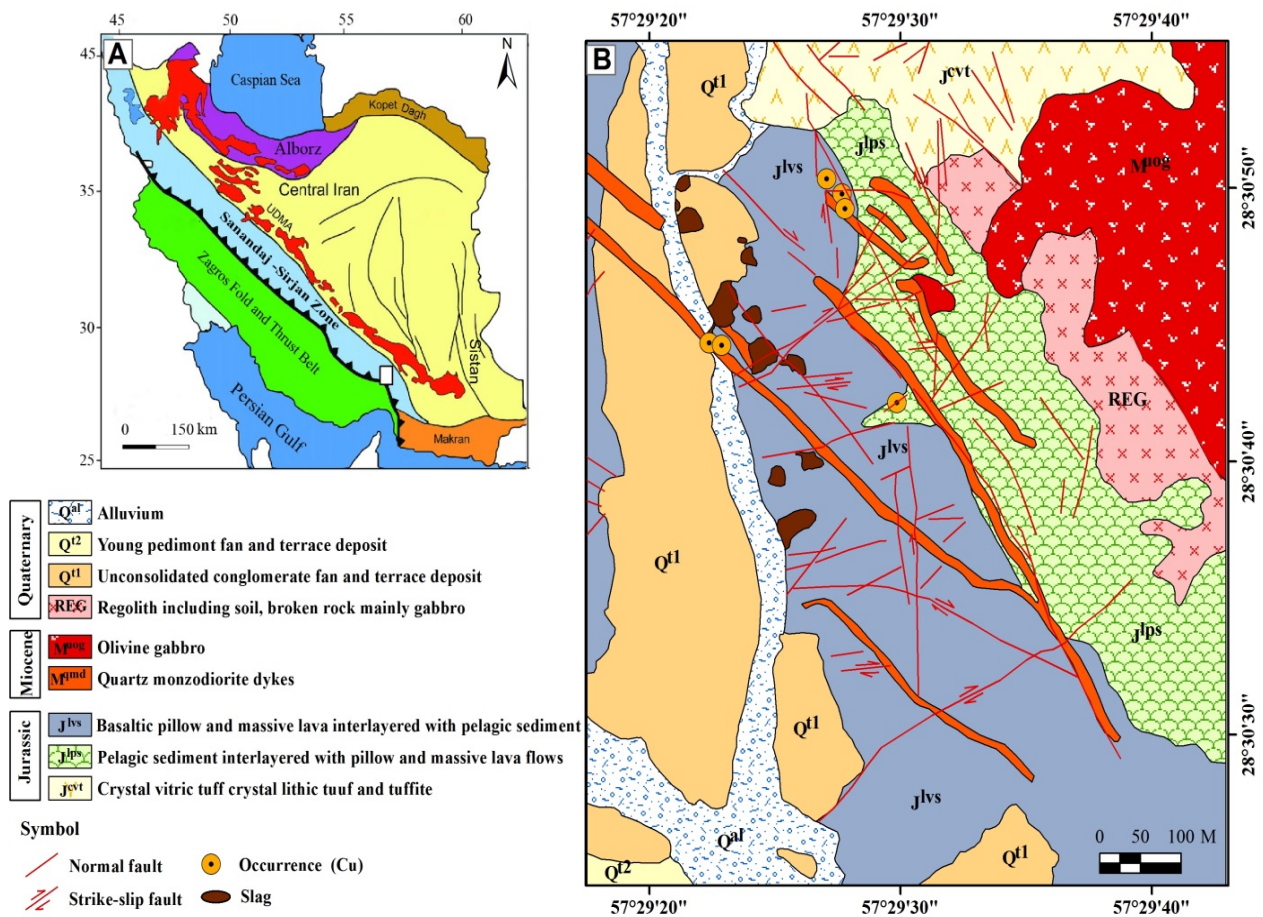 45
50
55
60
45
35
30
25
A
N
Caspian Sea
Kopet Dagh
Alborz
Central Iran
UDMA
Sanandaj -Sirjan Zone
Zagros Fold and Thrust Belt
Sistan
Persian Gulf
Makran
0 150 km
57°29'20"
57°29'30"
57°29'40"
B
Qt1
Jcvt
Jlps
Jlvs
Muog
28°30'50"
REG
Jlvs
28°30'40"
Qt1
Jlps
Qt1
28°30'30"
Jlvs
Qal
Qt1
Qt2
0 50 100 M
57°29'20"
57°29'30"
57°29'40"
Quaternary
Qal Alluvium
Qt2 Young pedimont fan and terrace deposit
Qt1 Unconsolidated conglomerate fan and terrace deposit
REG Regolith including soil, broken rock mainly gabbro
Miocene
Muog Olivine gabbro
Mqmd Quartz monzodiorite dykes
Jurassic
Jlvs Basaltic pillow and massive lava interlayered with pelagic sediment
Jlps Pelagic sediment interlayered with pillow and massive lava flows
Jcvt Crystal vitric tuff crystal lithic tuuf and tuffite
Symbol
Normal fault
Occurrence (Cu)
Strike-slip fault
Slag